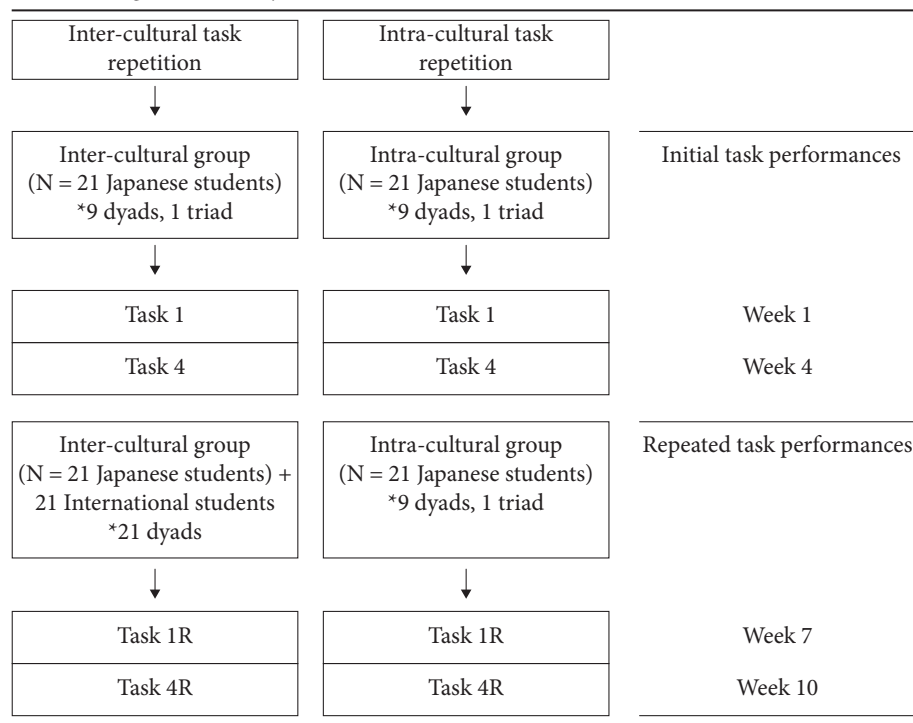 Inter-cultural task
repetition
Intra-cultural task
repetition
Inter-cultural group
(N = 21 Japanese students)
*9 dyads, 1 triad
Intra-cultural group
(N = 21 Japanese students)
*9 dyads, 1 triad
Initial task performances
Task 1
Task 1
Week 1
Task 4
Task 4
Week 4
Inter-cultural group
(N = 21 Japanese students) +
21 International students
*21 dyads
Intra-cultural group
(N = 21 Japanese students)
*9 dyads, 1 triad
Repeated task performances
Task 1R
Task 1R
Week 7
Task 4R
Task 4R
Week 10